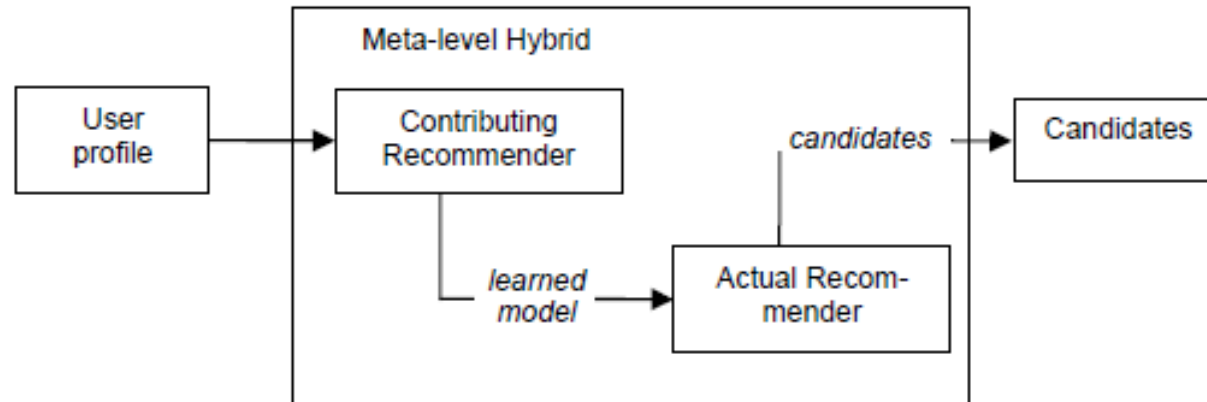 Meta-level Hybrid
User
profile
Contributing
Recommender
candidates
Candidates
learned
model
Actual Recom-
mender